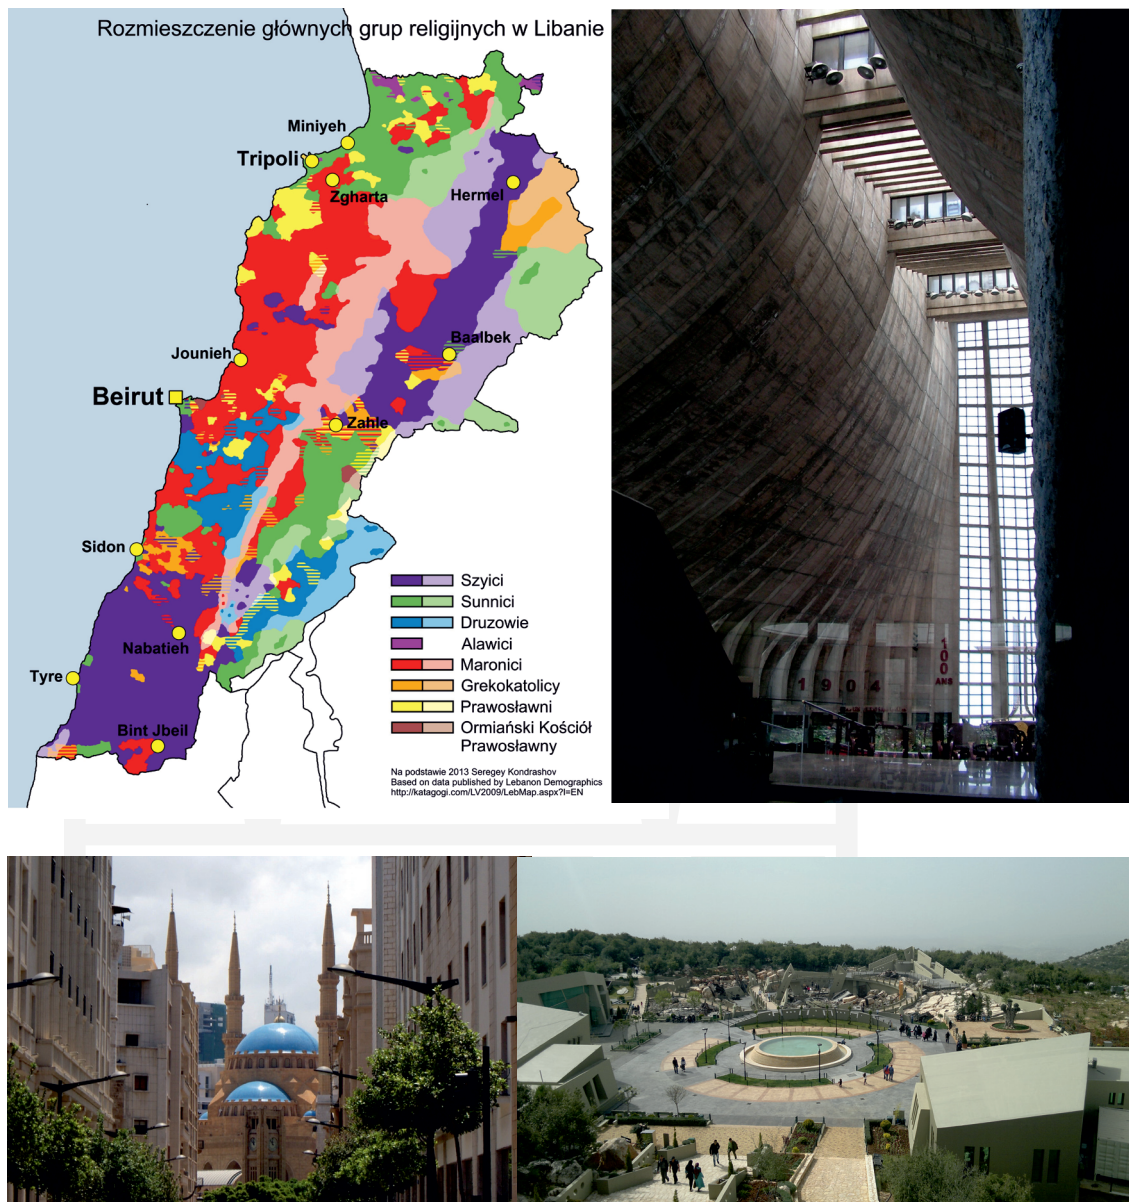 Rozmieszczenie głównych grup religijnych w Libanie
Miniyeh
Tripoli
Zgharta
Hermel
Jounieh
Baalbek
Beirut
Zahle
Sidon
Nabatieh
Tyre
Bint Jbeil
Szyici
Sunnici
Druzowie
Alawici
Maronici
Grekokatolicy
Prawosławni
Ormiański Kościół
Prawosławny
Na podstawie 2013 Seregey Kondrashov
Based on data published by Lebanon Demographics
http://katagogi.com/LV2009/LebMap.aspx?l=EN
100
ANS
1904